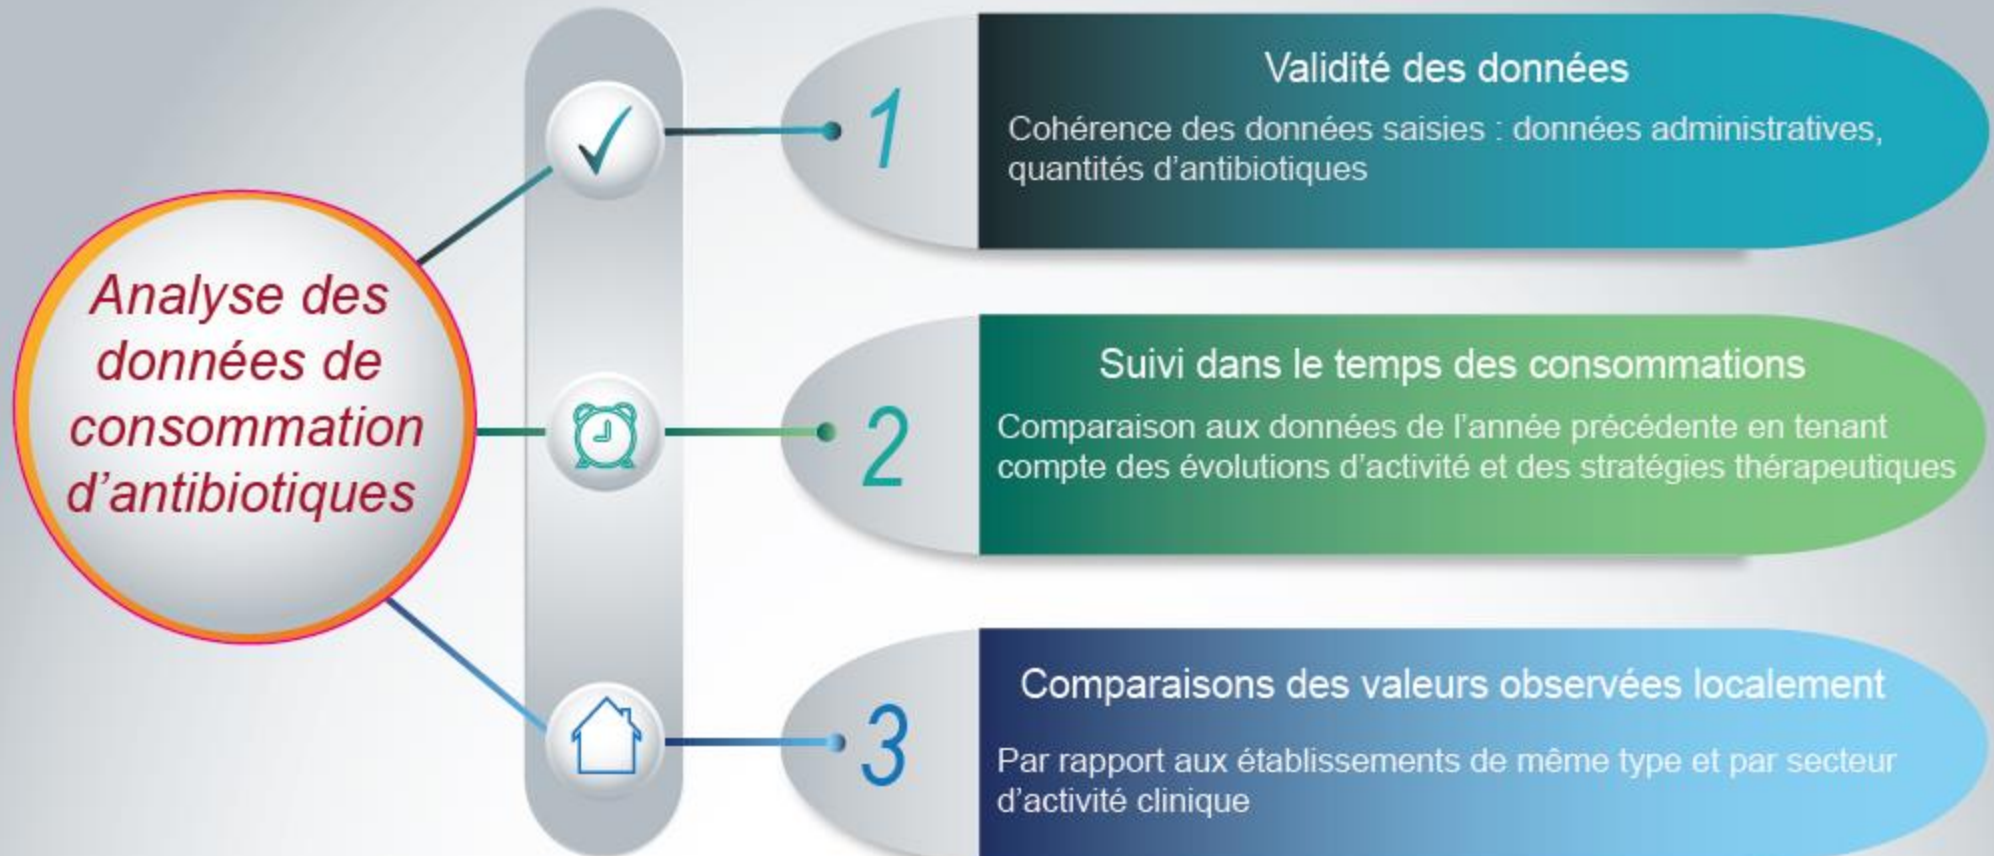 Analyse des
données de
consommation
d’antibiotiques
1
Validité des données
Cohérence des données saisies : données administratives,
quantités d’antibiotiques
2
Suivi dans le temps des consommations
Comparaison aux données de l’année précédente en tenant
compte des évolutions d’activité et des stratégies thérapeutiques
3
Comparaisons des valeurs observées localement
Par rapport aux établissements de même type et par secteur
d’activité clinique